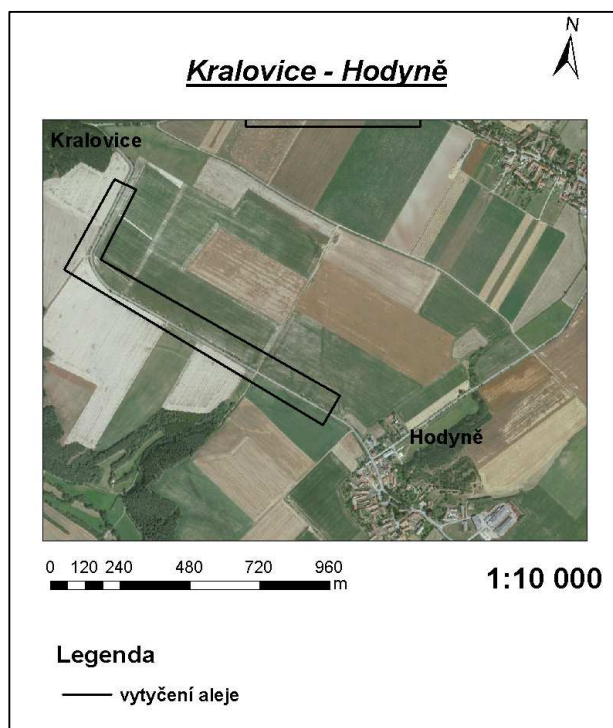 N
Kralovice - Hodyně
Kralovice
Hodyně
0 120 240 480 720 960
m
1:10 000
Legenda
vytyčení aleje